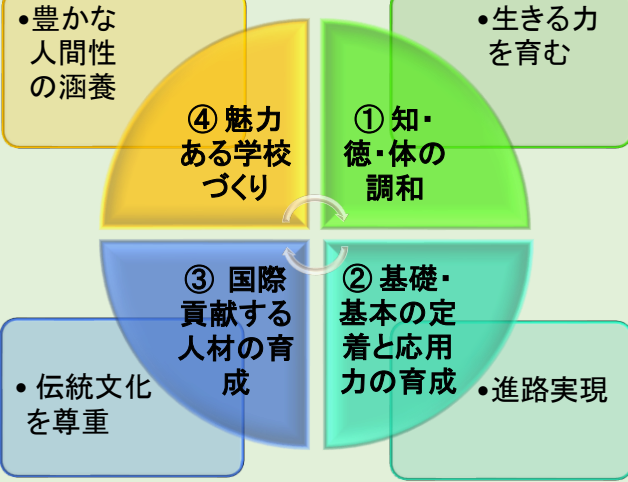 •豊かな
人間性
の涵養
•生きる力
を育む
④ 魅力
ある学校
づくり
① 知・
徳・体の
調和
③ 国際
貢献する
人材の育
成
② 基礎・
基本の定
着と応用
力の育成
• 伝統文化
を尊重
•進路実現